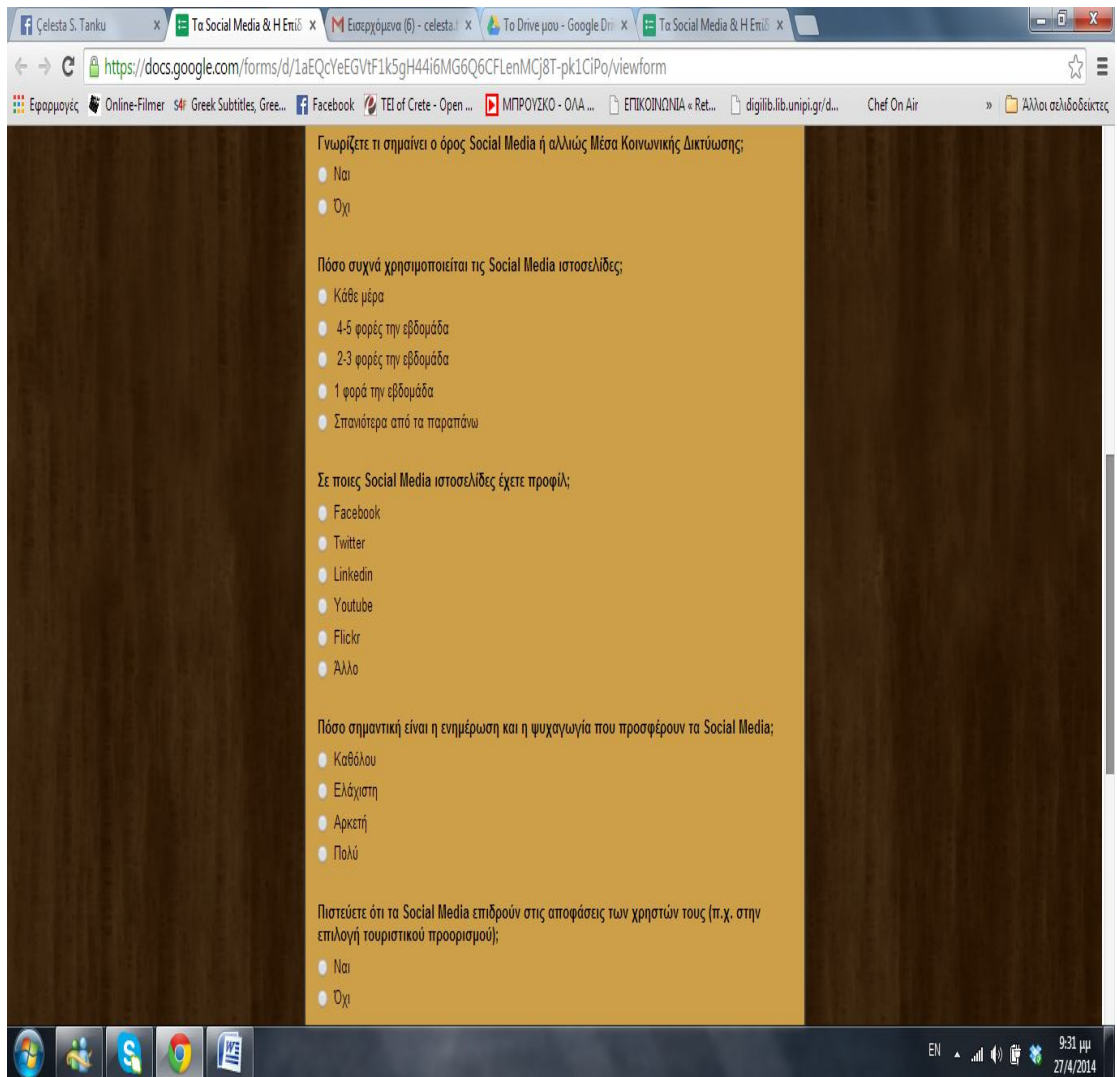 Çelesta S. Tanku
Τα Social Media & Η Επίδ
Εισερχόμενα (6) - celesta.t
Το Drive μου - Google Dri
Τα Social Media & Η Επίδ
https://docs.google.com/forms/d/1aEQcYeEGVtF1k5gH44i6MG6Q6CFLenMCj8T-pk1CiPo/viewform
Εφαρμογές Online-Filmer S4F Greek Subtitles, Gree... Facebook TEI of Crete - Open ... ΜΠΡΟΥΣΚΟ - ΟΛΑ ... ΕΠΙΚΟΙΝΩΝΙΑ « Ret... digilib.lib.unipi.gr/d... Chef On Air » Άλλοι σελιδοδείκτες
Γνωρίζετε τι σημαίνει ο όρος Social Media ή αλλιώς Μέσα Κοινωνικής Δικτύωσης;
Ναι
Όχι
Πόσο συχνά χρησιμοποιείται τις Social Media ιστοσελίδες;
Κάθε μέρα
4-5 φορές την εβδομάδα
2-3 φορές την εβδομάδα
1 φορά την εβδομάδα
Σπανιότερα από τα παραπάνω
Σε ποιες Social Media ιστοσελίδες έχετε προφίλ;
Facebook
Twitter
Linkedin
Youtube
Flickr
Άλλο
Πόσο σημαντική είναι η ενημέρωση και η ψυχαγωγία που προσφέρουν τα Social Media;
Καθόλου
Ελάχιστη
Αρκετή
Πολύ
Πιστεύετε ότι τα Social Media επιδρούν στις αποφάσεις των χρηστών τους (π.χ. στην
επιλογή τουριστικού προορισμού);
Ναι
Όχι
EN
9:31 μμ
27/4/2014